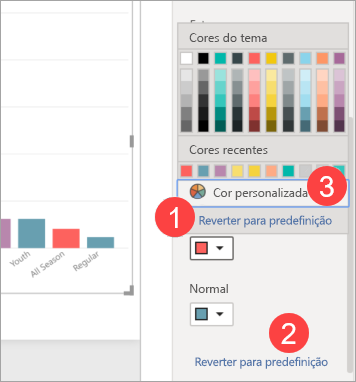 Cores do tema
Cores recentes
Cor personalizada
3
1
Reverter para predefinição
Youth
All Season
Regular
Normal
2
Reverter para predefinição